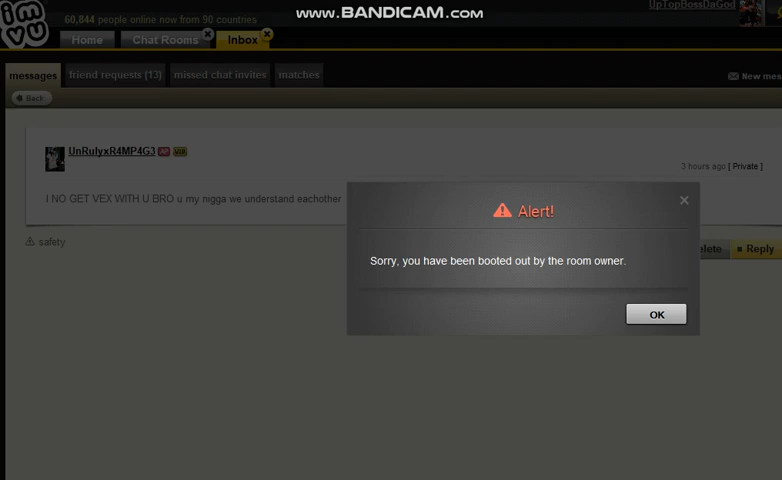 www.BANDICAM.com
UpTopBossDaGod
imvu
60,844 people online now from 90 countries
Home
Chat Rooms
Inbox
messages
friend requests (13)
missed chat invites
matches
New mes
Back
UnRulyxR4MP4G3 AP VIP
3 hours ago [ Private ]
I NO GET VEX WITH U BRO u my nigga we understand eachother
Alert!
safety
elete
Reply
Sorry, you have been booted out by the room owner.
OK